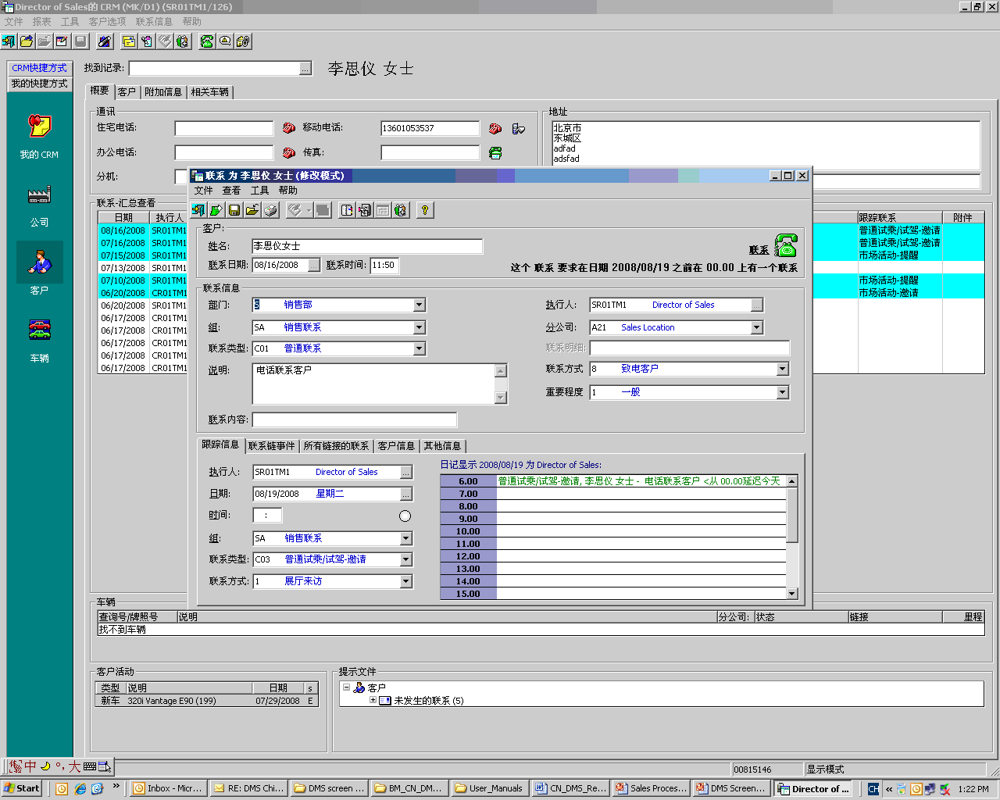 Director of Sales的 CRM (MK/D1) (SR01TM1/126)
文件 报表 工具 客户选项 联系信息 帮助
CRM快捷方式
我的快捷方式
我的 CRM
公司
客户
车辆
找到记录: ... 李思仪 女士
概要 客户 附加信息 相关车辆
通讯
住宅电话: 移动电话: 13601053537
办公电话: 传真:
分机:
地址
北京市
东城区
adfad
adsfad
联系-汇总查看
日期 执行人 跟踪联系 附件
08/16/2008 SR01TM1 普通试乘/试驾-邀请
07/16/2008 SR01TM1 普通试乘/试驾-邀请
07/15/2008 SR01TM1 市场活动-提醒
07/13/2008 SR01TM1
07/10/2008 SR01TM1 市场活动-提醒
06/20/2008 CR01TM1 市场活动-邀请
06/20/2008 SR01TM1
06/17/2008 CR01TM1
06/17/2008 CR01TM1
06/17/2008 CR01TM1
06/17/2008 CR01TM1
06/17/2008 CR01TM1
联系 为 李思仪 女士 (修改模式)
文件 查看 工具 帮助
客户:
姓名: 李思仪女士
联系日期: 08/16/2008 ... 联系时间: 11:50
联系
这个 联系 要求在日期 2008/08/19 之前在 00.00 上有一个联系
联系信息
部门: S 销售部
组: SA 销售联系
联系类型: C01 普通联系
说明: 电话联系客户
联系内容:
执行人: SR01TM1 Director of Sales ...
分公司: A21 Sales Location
联系明细:
联系方式 8 致电客户
重要程度 1 一般
跟踪信息 联系链事件 所有链接的联系 客户信息 其他信息
执行人: SR01TM1 Director of Sales ...
日期: 08/19/2008 星期二 ...
时间: :
组: SA 销售联系
联系类型: C03 普通试乘/试驾-邀请
联系方式: 1 展厅来访
日记显示 2008/08/19 为 Director of Sales:
6.00 普通试乘/试驾-邀请, 李思仪 女士 - 电话联系客户 <从 00.00延迟今天
7.00
8.00
9.00
10.00
11.00
12.00
13.00
14.00
15.00
车辆
查询号/牌照号 说明 分公司: 状态 链接 里程
找不到车辆
客户活动
类型 说明 日期 s
新车 320i Vantage E90 (199) 07/29/2008 E
提示文件
客户
未发生的联系 (5)
中 大
00815146 显示模式
Start Inbox - Micr... RE: DMS Chi... DMS screen ... BM_CN_DM... User_Manuals CN_DMS_Re... Sales Proces... DMS Screen... Director of ... CH « 1:22 PM